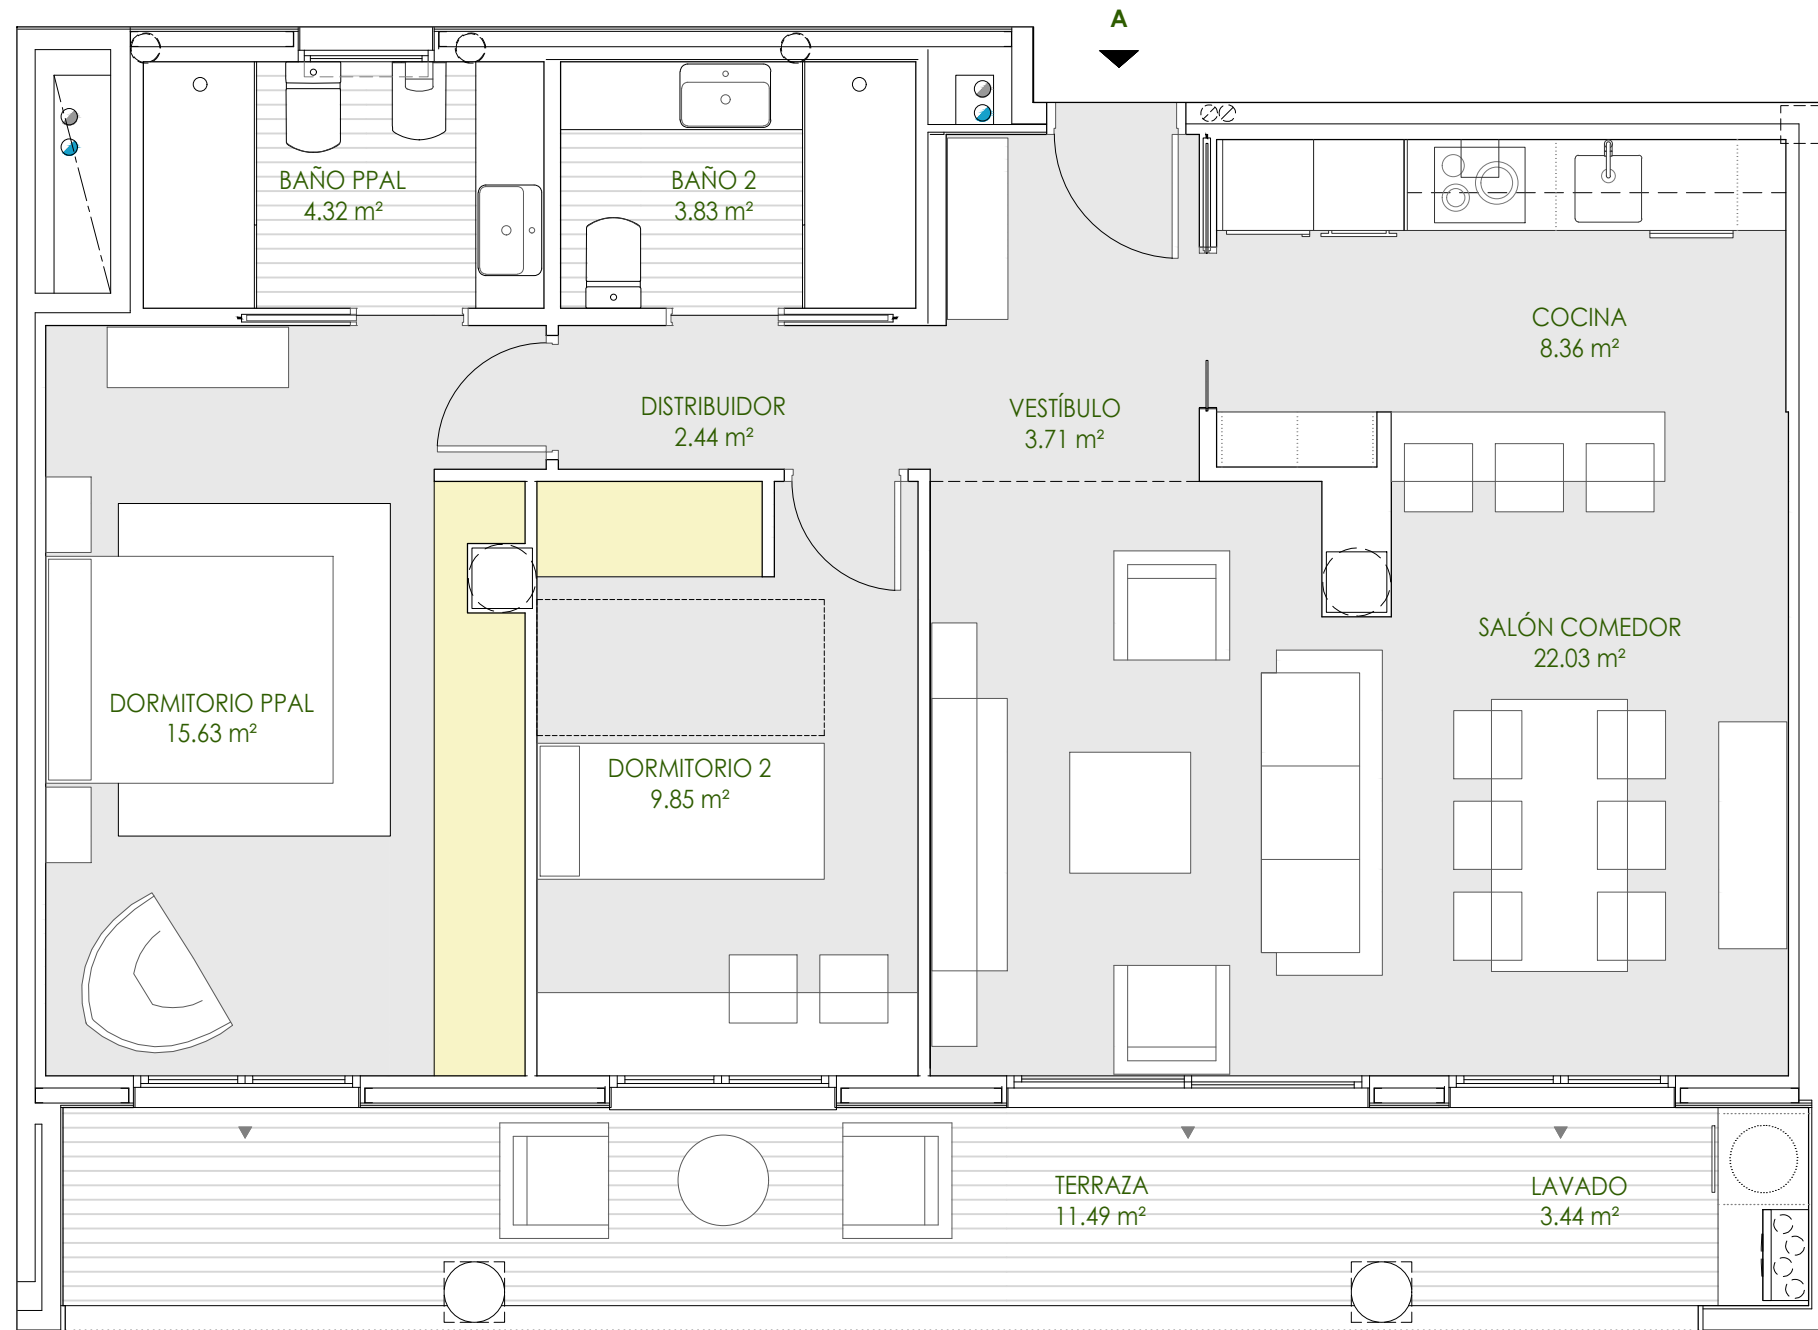 A
BAÑO PPAL
4.32 m²
BAÑO 2
3.83 m²
COCINA
8.36 m²
DISTRIBUIDOR
2.44 m²
VESTÍBULO
3.71 m²
SALÓN COMEDOR
22.03 m²
DORMITORIO PPAL
15.63 m²
DORMITORIO 2
9.85 m²
TERRAZA
11.49 m²
LAVADO
3.44 m²